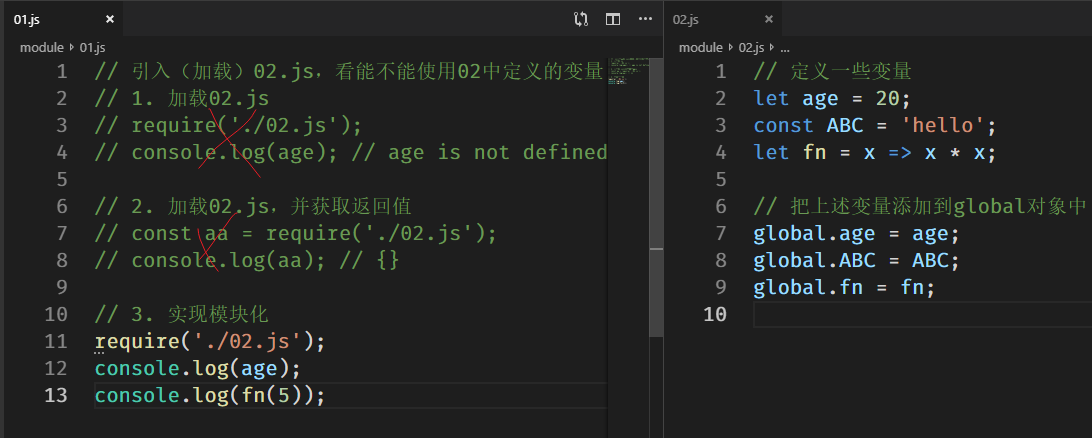 01.js ×
module 01.js
1 // 引入（加载）02.js，看能不能使用02中定义的变量
2 // 1. 加载02.js
3 // require('./02.js');
4 // console.log(age); // age is not defined
5
6 // 2. 加载02.js，并获取返回值
7 // const aa = require('./02.js');
8 // console.log(aa); // {}
9
10 // 3. 实现模块化
11 require('./02.js');
12 console.log(age);
13 console.log(fn(5));
02.js ×
module 02.js ...
1 // 定义一些变量
2 let age = 20;
3 const ABC = 'hello';
4 let fn = x => x * x;
5
6 // 把上述变量添加到global对象中
7 global.age = age;
8 global.ABC = ABC;
9 global.fn = fn;
10